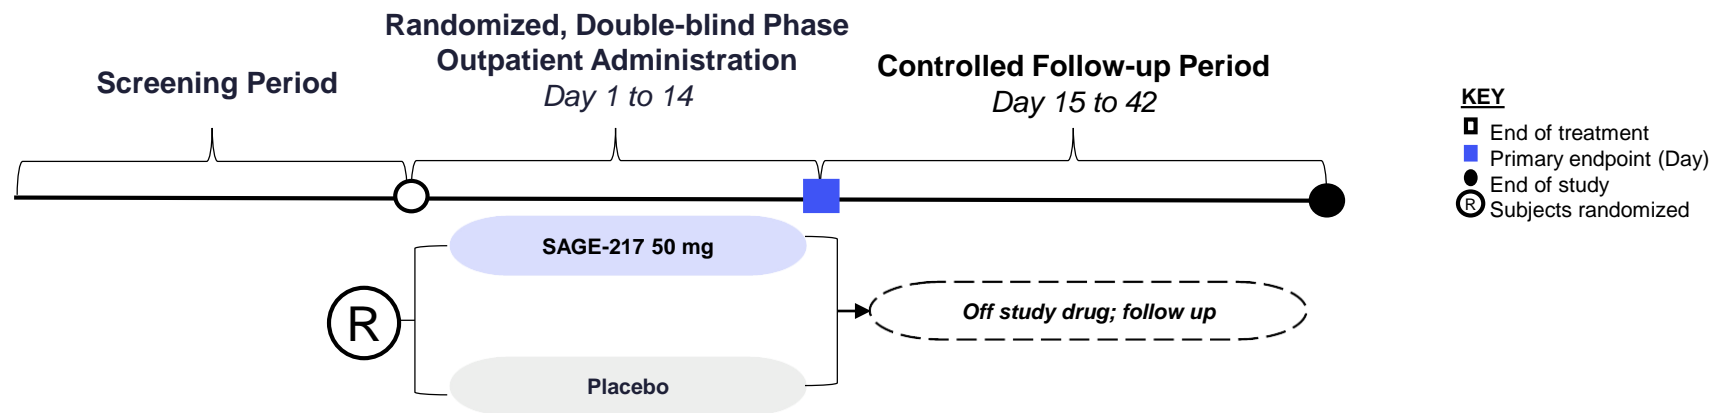 Screening Period
Randomized, Double-blind Phase
Outpatient Administration
Day 1 to 14
Controlled Follow-up Period
Day 15 to 42
KEY
End of treatment
Primary endpoint (Day)
End of study
R Subjects randomized
SAGE-217 50 mg
R
Off study drug; follow up
Placebo